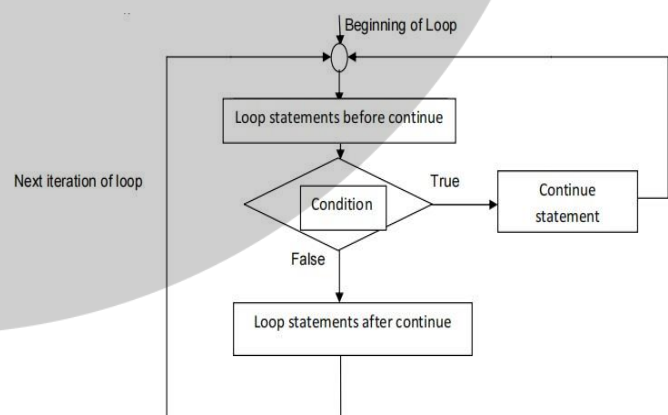 Beginning of Loop
Loop statements before continue
Next iteration of loop
True
Condition
Continue
statement
False
Loop statements after continue